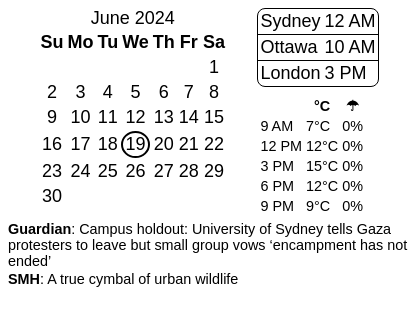 June 2024
Su Mo Tu We Th Fr Sa
1
2 3 4 5 6 7 8
9 10 11 12 13 14 15
16 17 18 19 20 21 22
23 24 25 26 27 28 29
30
Sydney 12 AM
Ottawa 10 AM
London 3 PM
°C ☂
9 AM 7°C 0%
12 PM 12°C 0%
3 PM 15°C 0%
6 PM 12°C 0%
9 PM 9°C 0%
Guardian: Campus holdout: University of Sydney tells Gaza
protesters to leave but small group vows ‘encampment has not
ended’
SMH: A true cymbal of urban wildlife